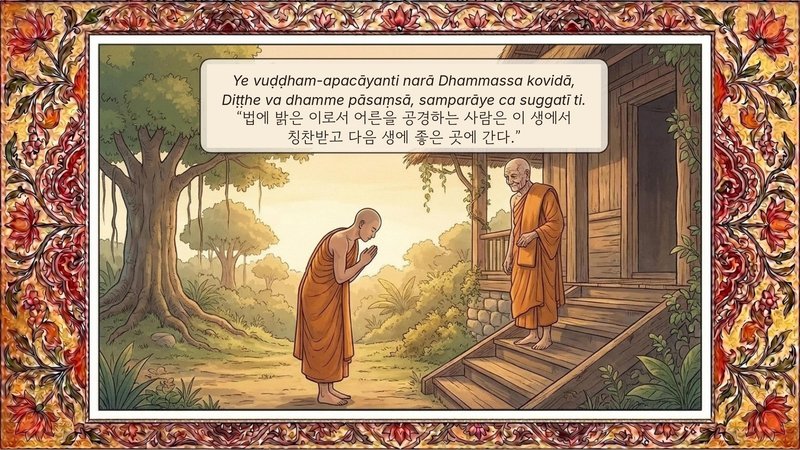 Ye vuḍḍham-apacāyanti narā Dhammassa kovidā,
Diṭṭhe va dhamme pāsaṃsā, samparāye ca suggatī ti.
“법에 밝은 이로서 어른을 공경하는 사람은 이 생에서
칭찬받고 다음 생에 좋은 곳에 간다.”